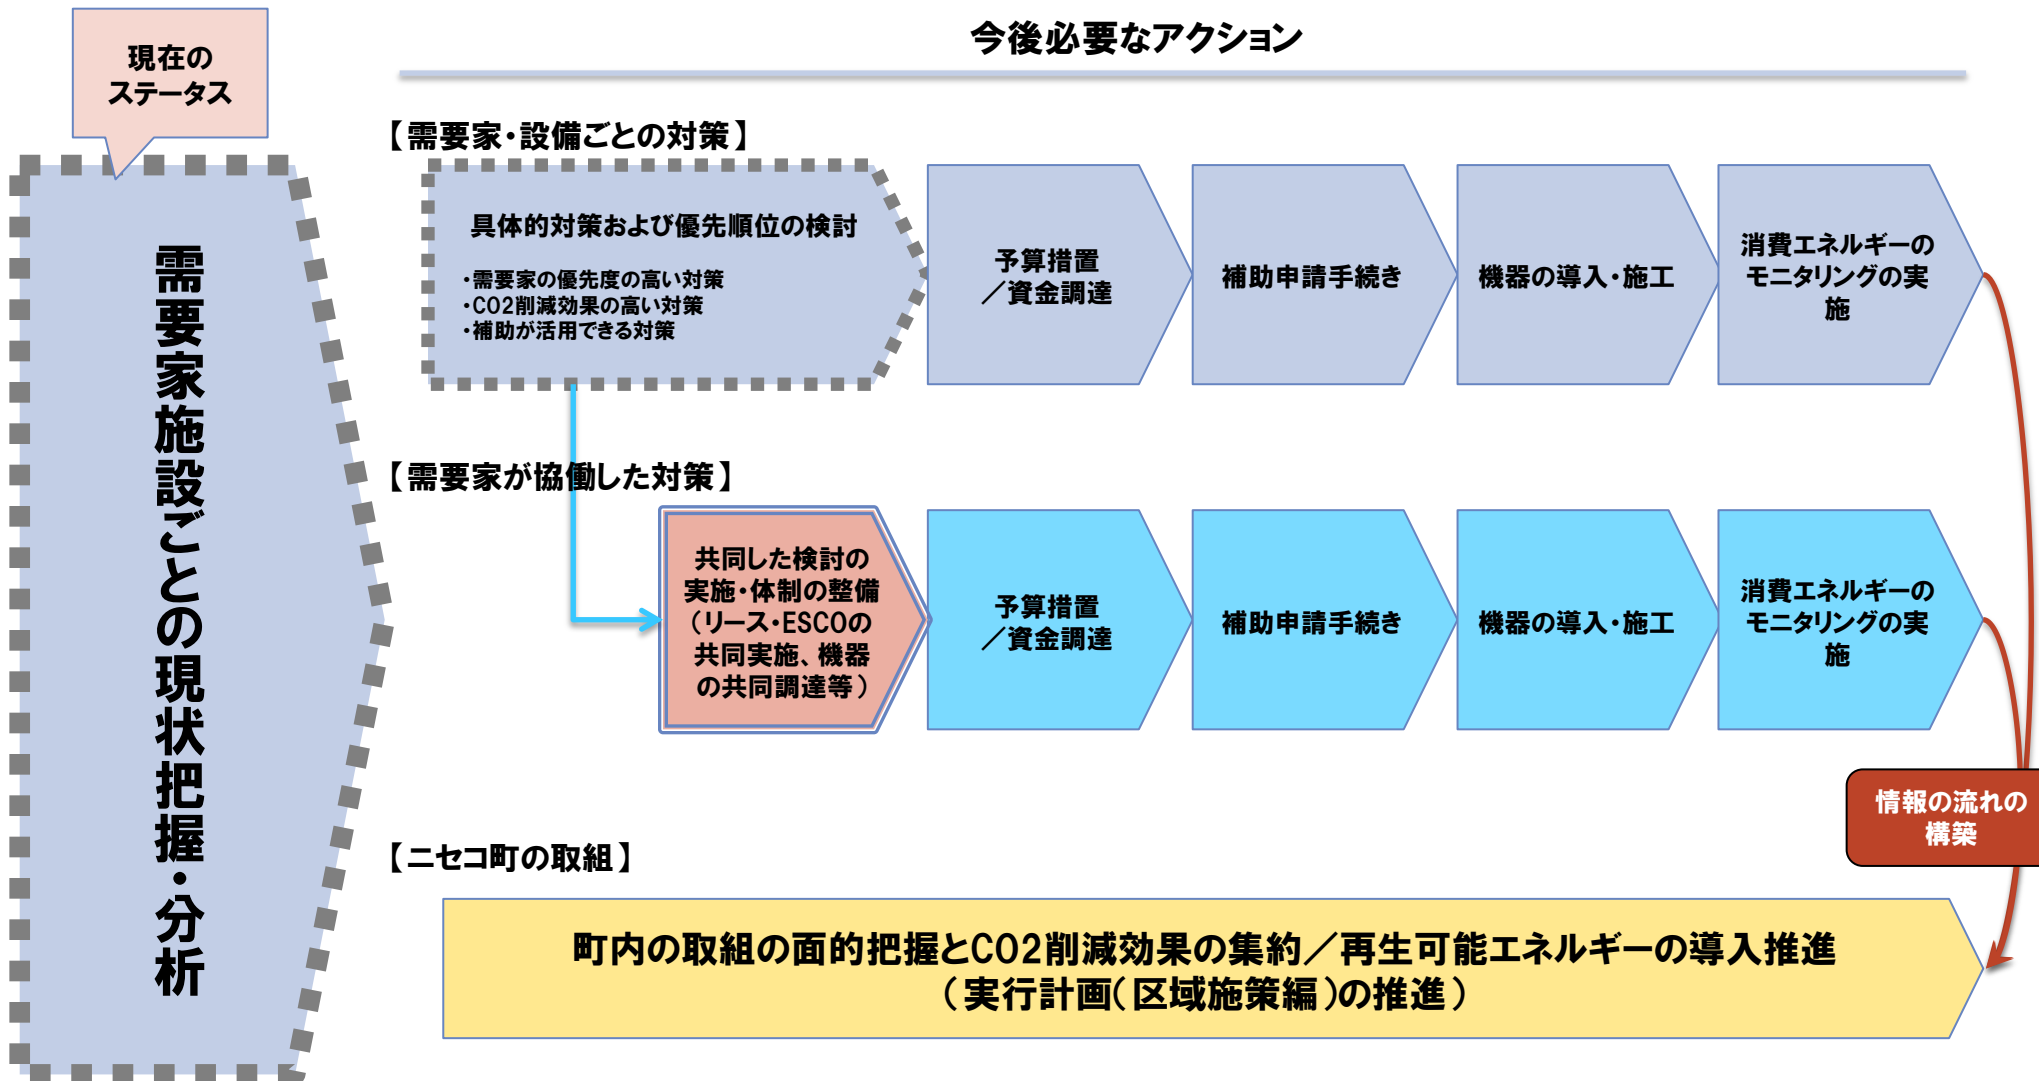 現在の
ステータス
今後必要なアクション
需要家施設ごとの現状把握・分析
【需要家・設備ごとの対策】
具体的対策および優先順位の検討
・需要家の優先度の高い対策
・CO2削減効果の高い対策
・補助が活用できる対策
予算措置
／資金調達
補助申請手続き
機器の導入・施工
消費エネルギーの
モニタリングの実
施
【需要家が協働した対策】
共同した検討の
実施・体制の整備
（リース・ESCOの
共同実施、機器
の共同調達等）
予算措置
／資金調達
補助申請手続き
機器の導入・施工
消費エネルギーの
モニタリングの実
施
情報の流れの
構築
【ニセコ町の取組】
町内の取組の面的把握とCO2削減効果の集約／再生可能エネルギーの導入推進
（実行計画(区域施策編)の推進）